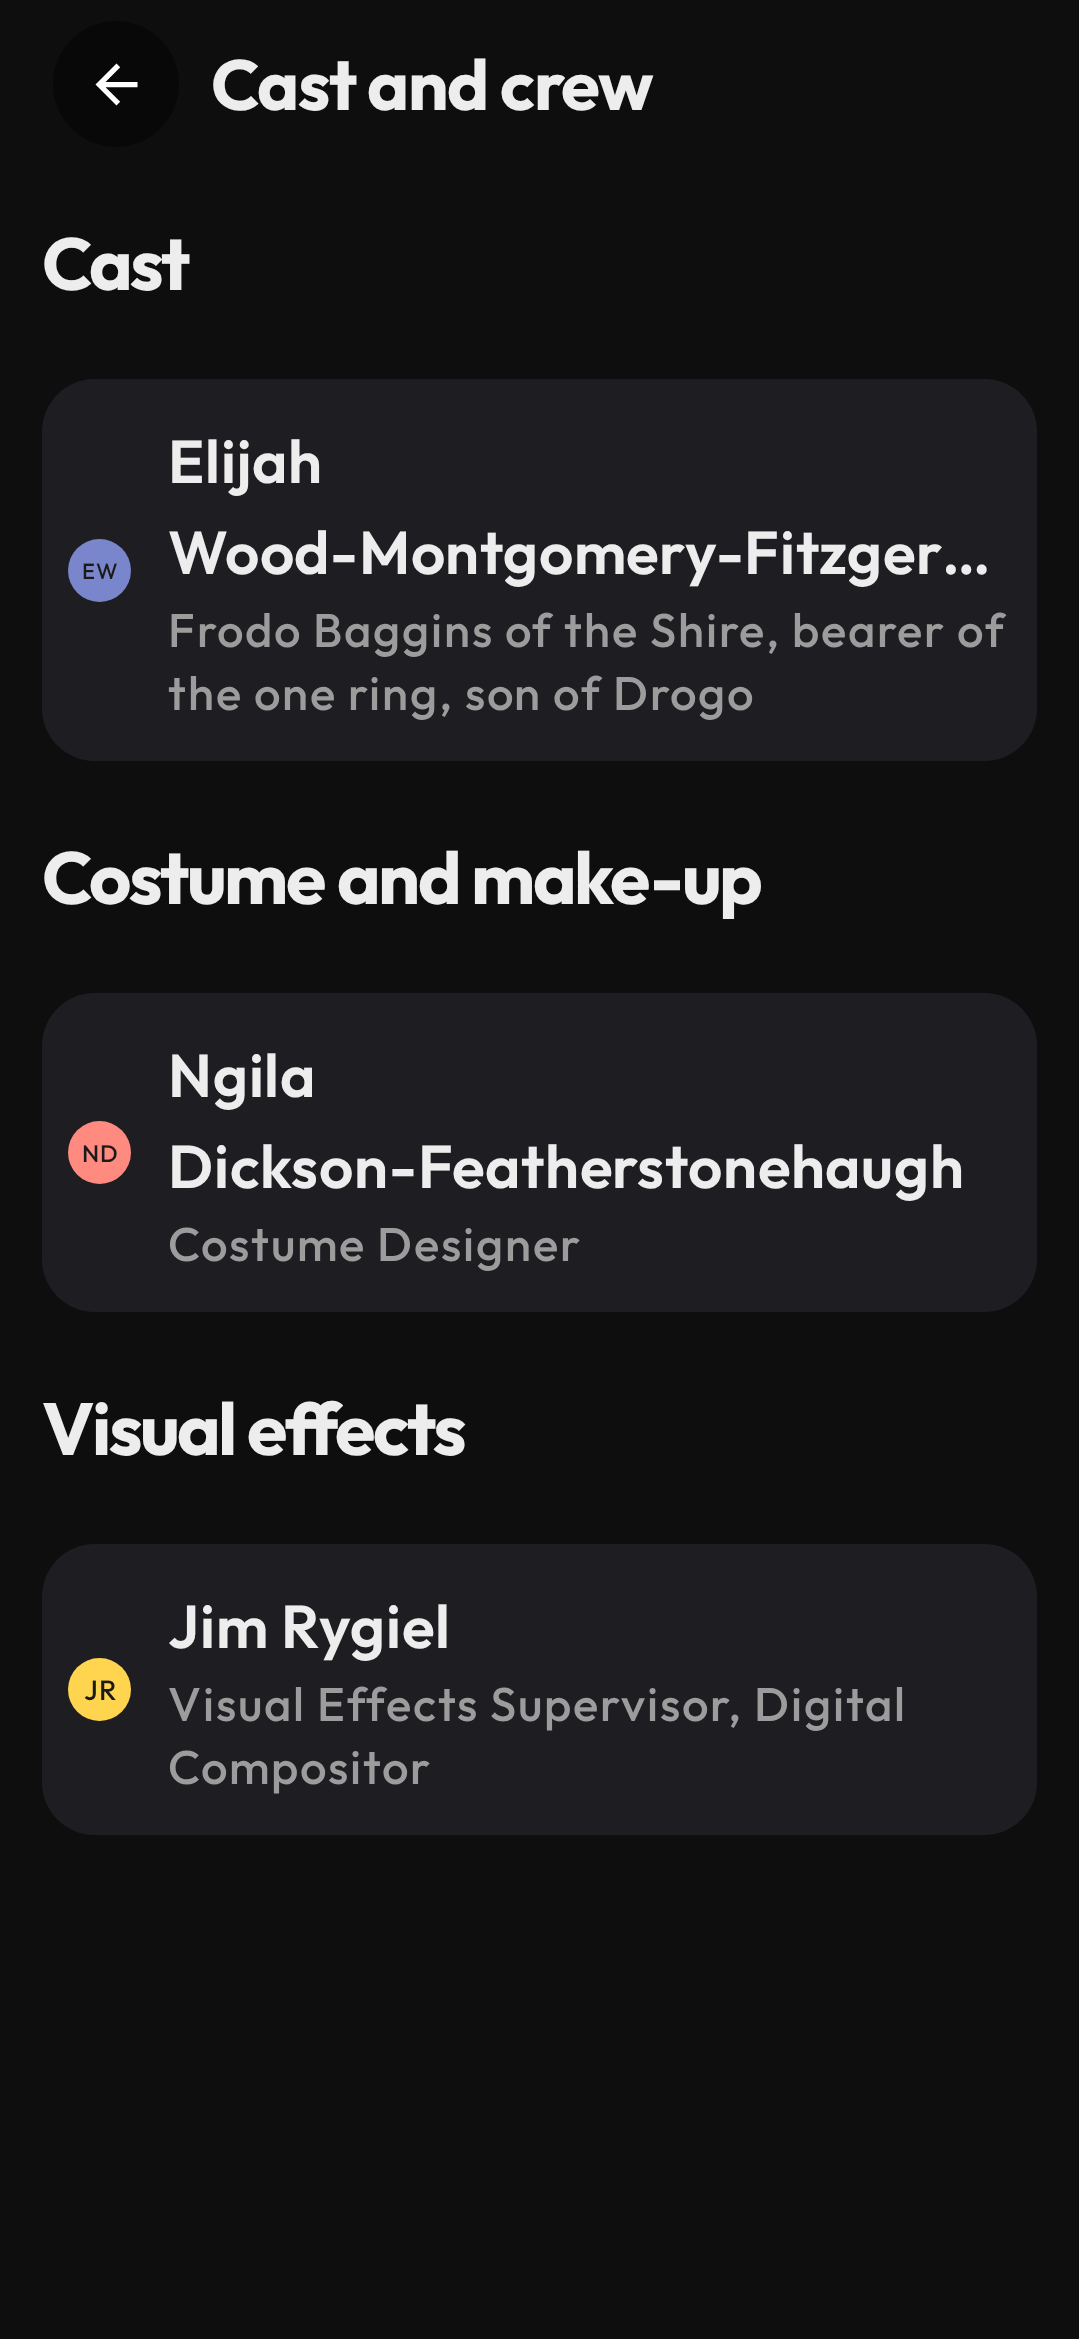 Cast and crew
Cast
Elijah
Wood-Montgomery-Fitzger...
EW
Frodo Baggins of the Shire, bearer of
the one ring, son of Drogo
Costume and make-up
Ngila
Dickson-Featherstonehaugh
ND
Costume Designer
Visual effects
Jim Rygiel
JR
Visual Effects Supervisor, Digital
Compositor